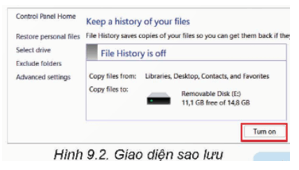 Control Panel Home
Keep a history of your files
Restore personal files
File History saves copies of your files so you can get them back if they
Select drive
File History is off
Exclude folders
Advanced settings
Copy files from: Libraries, Desktop, Contacts, and Favorites
Copy files to:
Removable Disk (E:)
11,1 GB free of 14,8 GB
Turn on
Hình 9.2. Giao diện sao lưu